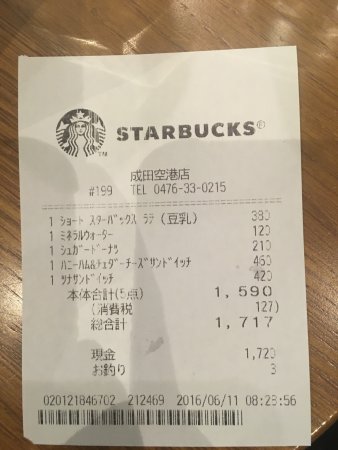 TM
STARBUCKS®
成田空港店
#199 TEL 0476-33-0215
1 ショート スターバックス ラテ (豆乳) 380
1 ミネラルウォーター 120
1 シュガードーナツ 210
1 ハニーハム&チェダーチーズサンドイッチ 460
1 ツナサンドイッチ 420
本体合計(5点) 1,590
(消費税 127)
総合計 1,717
現金 1,720
お釣り 3
020121846702 212469 2016/06/11 08:28:56